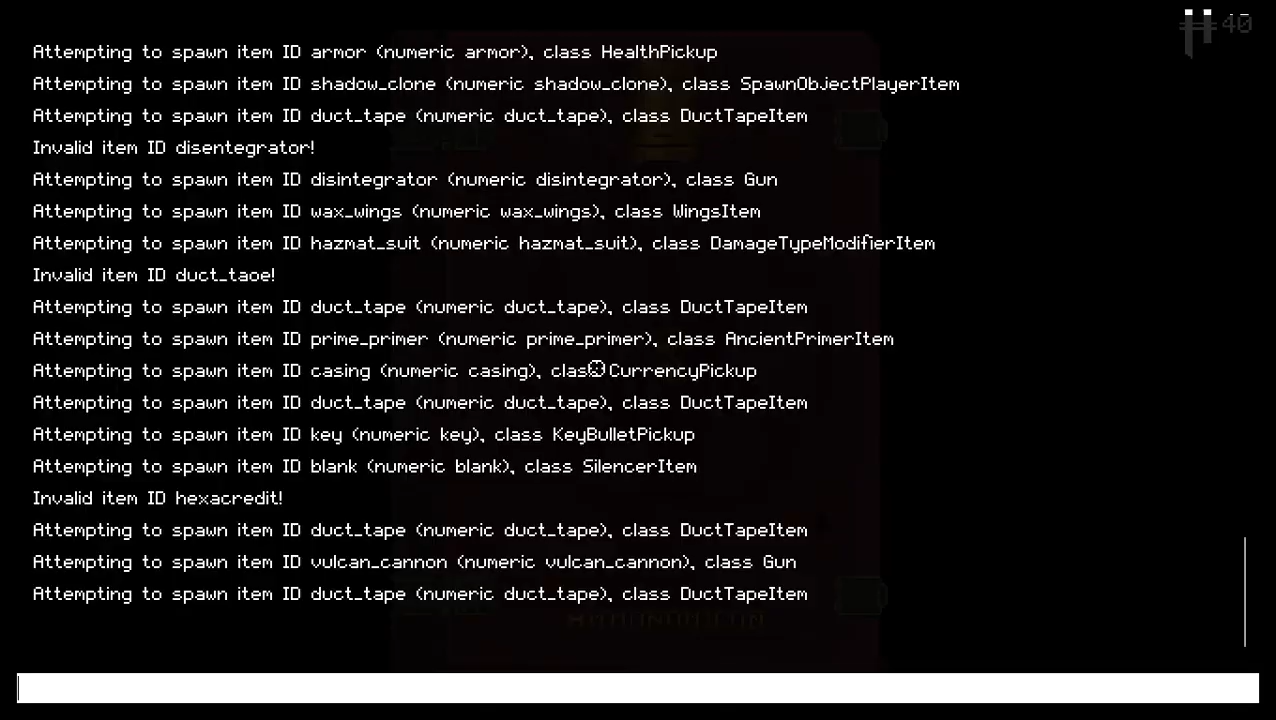 40
Attempting to spawn item ID armor (numeric armor), class HealthPickup
Attempting to spawn item ID shadow_clone (numeric shadow_clone), class SpawnObjectPlayerItem
Attempting to spawn item ID duct_tape (numeric duct_tape), class DuctTapeItem
Invalid item ID disentegrator!
Attempting to spawn item ID disintegrator (numeric disintegrator), class Gun
Attempting to spawn item ID wax_wings (numeric wax_wings), class WingsItem
Attempting to spawn item ID hazmat_suit (numeric hazmat_suit), class DamageTypeModifierItem
Invalid item ID duct_taoe!
Attempting to spawn item ID duct_tape (numeric duct_tape), class DuctTapeItem
Attempting to spawn item ID prime_primer (numeric prime_primer), class AncientPrimerItem
Attempting to spawn item ID casing (numeric casing), clas CurrencyPickup
Attempting to spawn item ID duct_tape (numeric duct_tape), class DuctTapeItem
Attempting to spawn item ID key (numeric key), class KeyBulletPickup
Attempting to spawn item ID blank (numeric blank), class SilencerItem
Invalid item ID hexacredit!
Attempting to spawn item ID duct_tape (numeric duct_tape), class DuctTapeItem
Attempting to spawn item ID vulcan_cannon (numeric vulcan_cannon), class Gun
Attempting to spawn item ID duct_tape (numeric duct_tape), class DuctTapeItem
AMMONOMICON